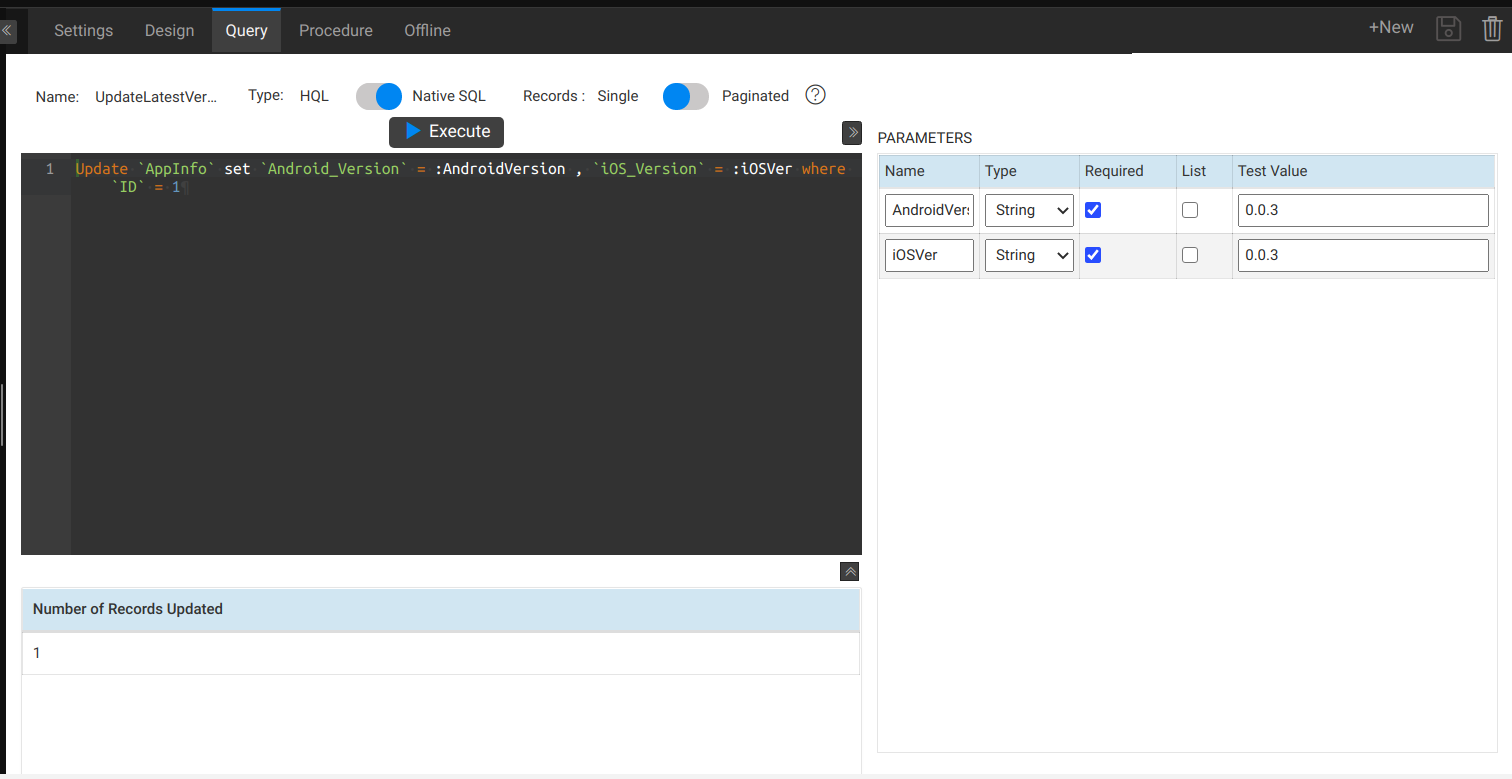 Settings Design Query Procedure Offline +New
Name: UpdateLatestVer... Type: HQL Native SQL Records : Single Paginated ?
Execute
PARAMETERS
1 Update `AppInfo` set `Android_Version` = :AndroidVersion , `iOS_Version` = :iOSVer where
`ID` = 1
Name Type Required List Test Value
AndroidVers String 0.0.3
iOSVer String 0.0.3
Number of Records Updated
1